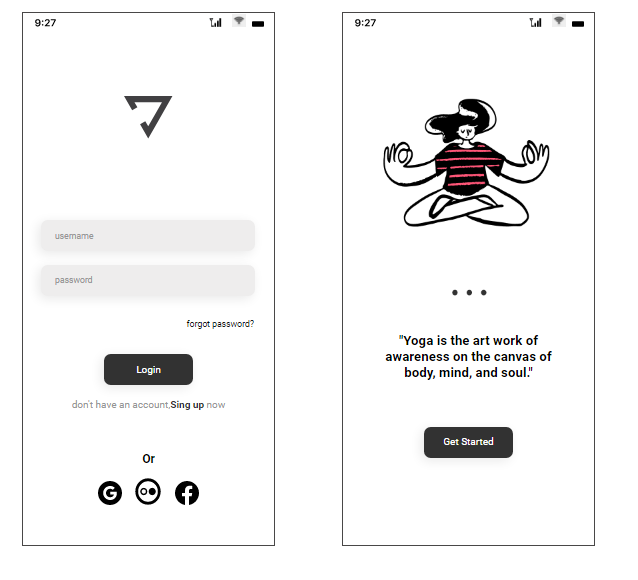 9:27
username
password
forgot password?
Login
don't have an account,Sing up now
Or
9:27
"Yoga is the art work of
awareness on the canvas of
body, mind, and soul."
Get Started